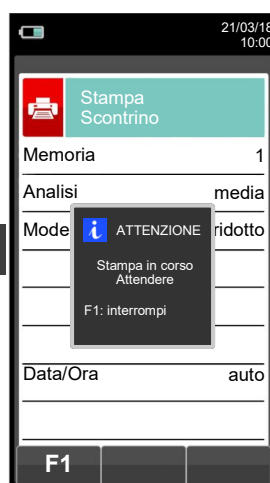 21/03/18
10:00
Stampa
Scontrino
Memoria 1
Analisi media
Mode ridotto
i ATTENZIONE
Stampa in corso
Attendere
F1: interrompi
Data/Ora auto
F1